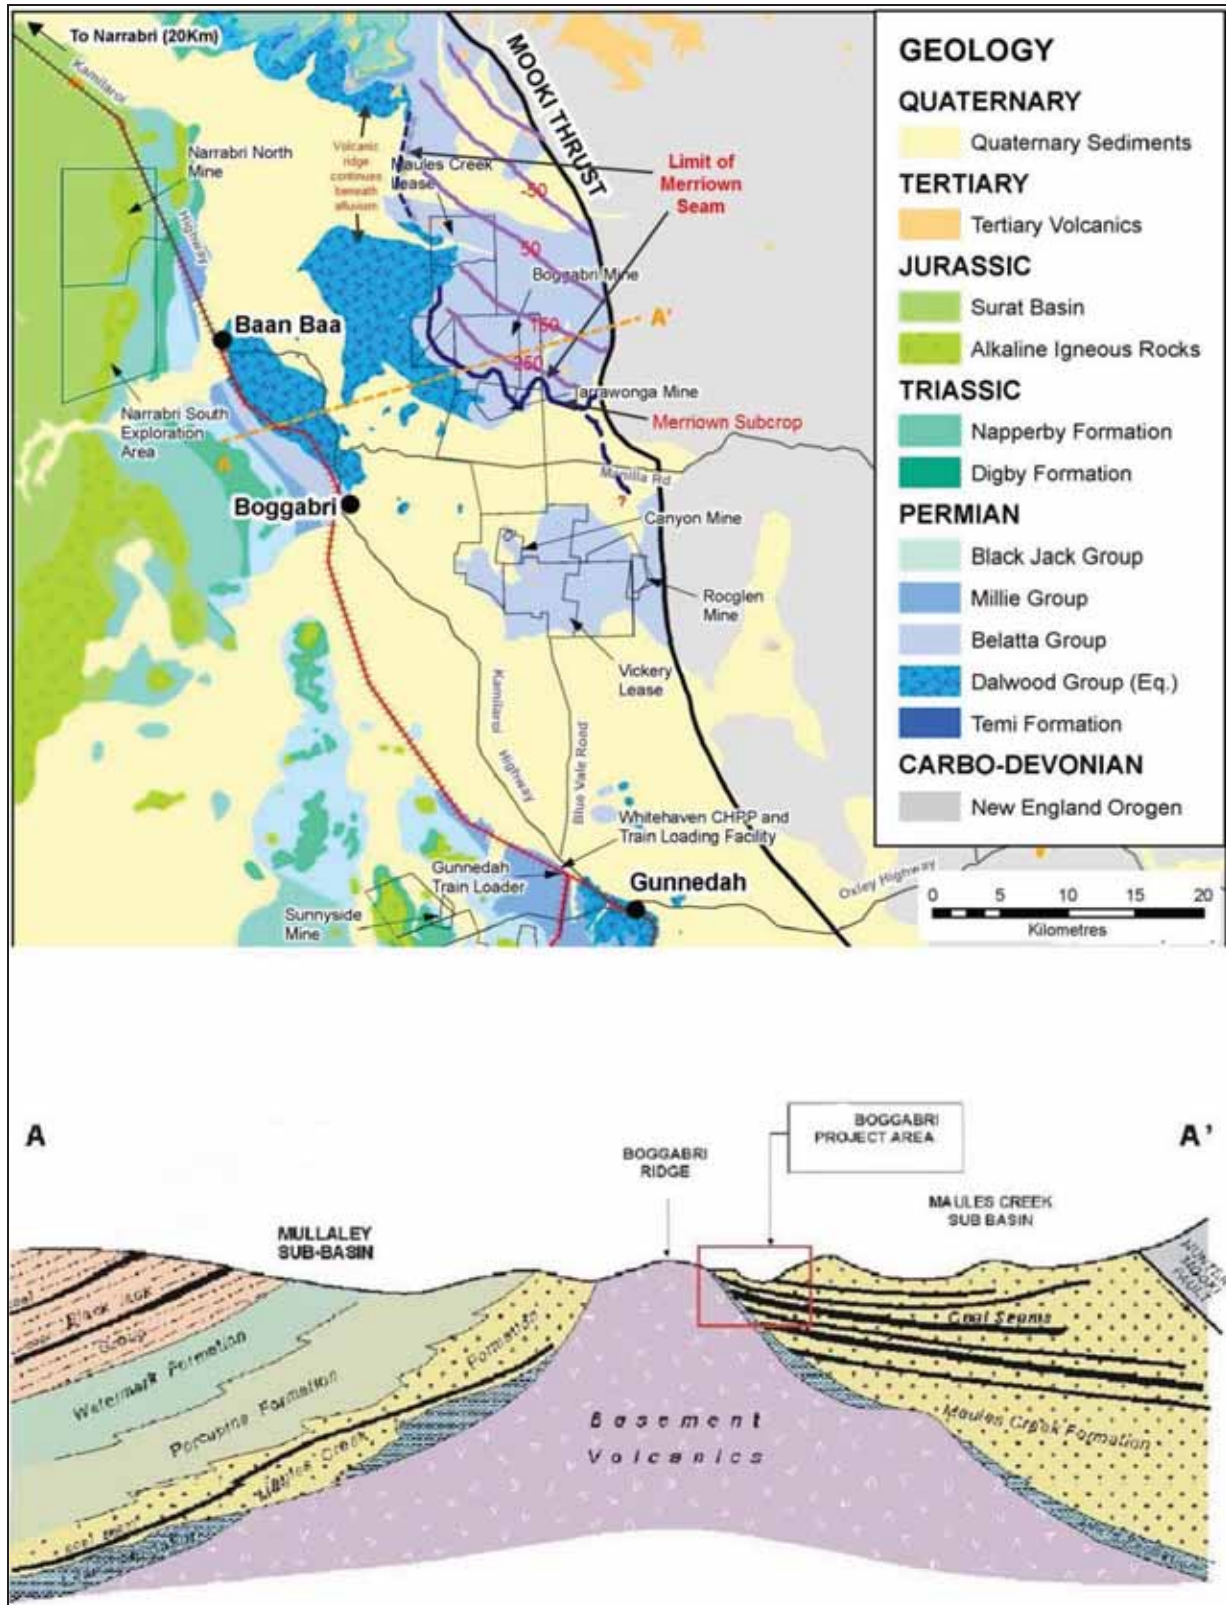 To Narrabri (20Km)
Kamilaroi
Highway
Narrabri North
Mine
Volcanic
ridge
continues
beneath
alluvium
Maules Creek
Lease
MOOKI THRUST
Limit of
Merriown
Seam
-50
50
Boggabri Mine
150
A'
Baan Baa
Tarrawonga Mine
Merriown Subcrop
Narrabri South
Exploration
Area
A
Manilla Rd
?
Boggabri
Canyon Mine
Rocglen
Mine
Vickery
Lease
Kamilaroi
Highway
Blue Vale Road
Whitehaven CHPP and
Train Loading Facility
Gunnedah
Train Loader
Gunnedah
Sunnyside
Mine
Oxley Highway
GEOLOGY
QUATERNARY
Quaternary Sediments
TERTIARY
Tertiary Volcanics
JURASSIC
Surat Basin
Alkaline Igneous Rocks
TRIASSIC
Napperby Formation
Digby Formation
PERMIAN
Black Jack Group
Millie Group
Belatta Group
Dalwood Group (Eq.)
Temi Formation
CARBO-DEVONIAN
New England Orogen
0 5 10 15 20
Kilometres
A
A'
BOGGABRI
PROJECT AREA
BOGGABRI
RIDGE
MAULES CREEK
SUB BASIN
MULLALEY
SUB-BASIN
Black Jack
Group
Watermark Formation
Porcupine Formation
Creek
Formation
Coal Seams
Maules Creek Formation
Basement
Volcanics